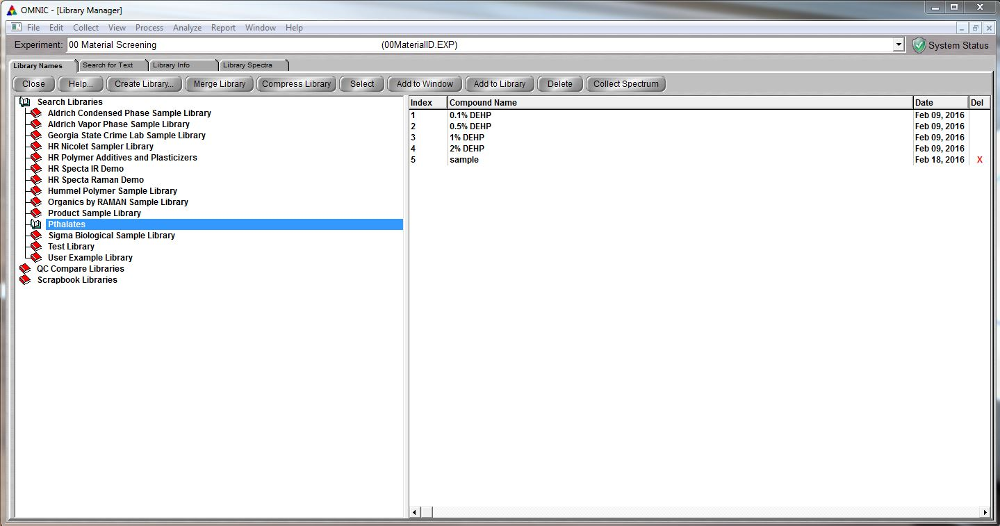 OMNIC - [Library Manager]
File Edit Collect View Process Analyze Report Window Help
Experiment: 00 Material Screening (00MaterialID.EXP) System Status
Library Names Search for Text Library Info Library Spectra
Close Help... Create Library... Merge Library Compress Library Select Add to Window Add to Library Delete Collect Spectrum
Search Libraries
Aldrich Condensed Phase Sample Library
Aldrich Vapor Phase Sample Library
Georgia State Crime Lab Sample Library
HR Nicolet Sampler Library
HR Polymer Additives and Plasticizers
HR Specta IR Demo
HR Specta Raman Demo
Hummel Polymer Sample Library
Organics by RAMAN Sample Library
Product Sample Library
Pthalates
Sigma Biological Sample Library
Test Library
User Example Library
QC Compare Libraries
Scrapbook Libraries
Index Compound Name Date Del
1 0.1% DEHP Feb 09, 2016
2 0.5% DEHP Feb 09, 2016
3 1% DEHP Feb 09, 2016
4 2% DEHP Feb 09, 2016
5 sample Feb 18, 2016 X